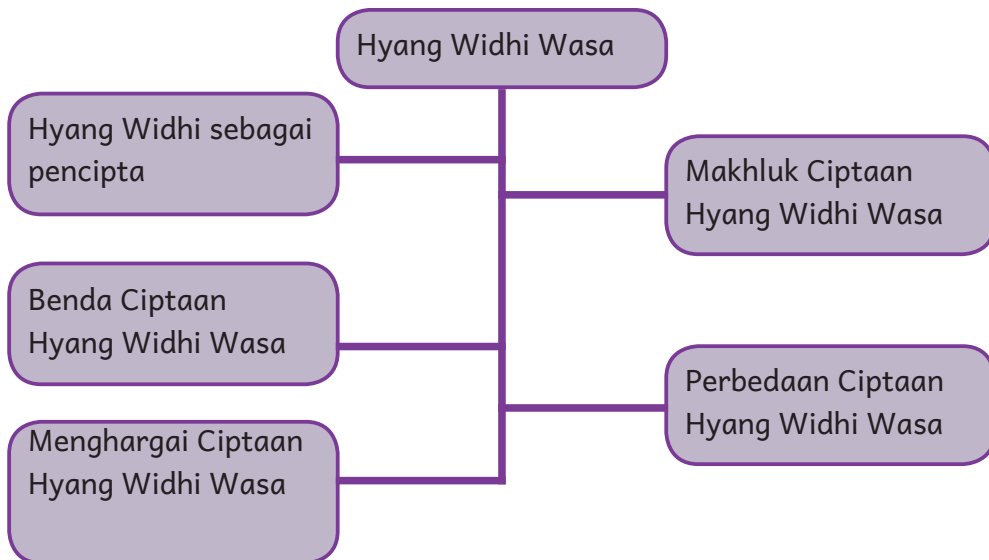 Hyang Widhi Wasa
Hyang Widhi sebagai
pencipta
Makhluk Ciptaan
Hyang Widhi Wasa
Benda Ciptaan
Hyang Widhi Wasa
Perbedaan Ciptaan
Hyang Widhi Wasa
Menghargai Ciptaan
Hyang Widhi Wasa